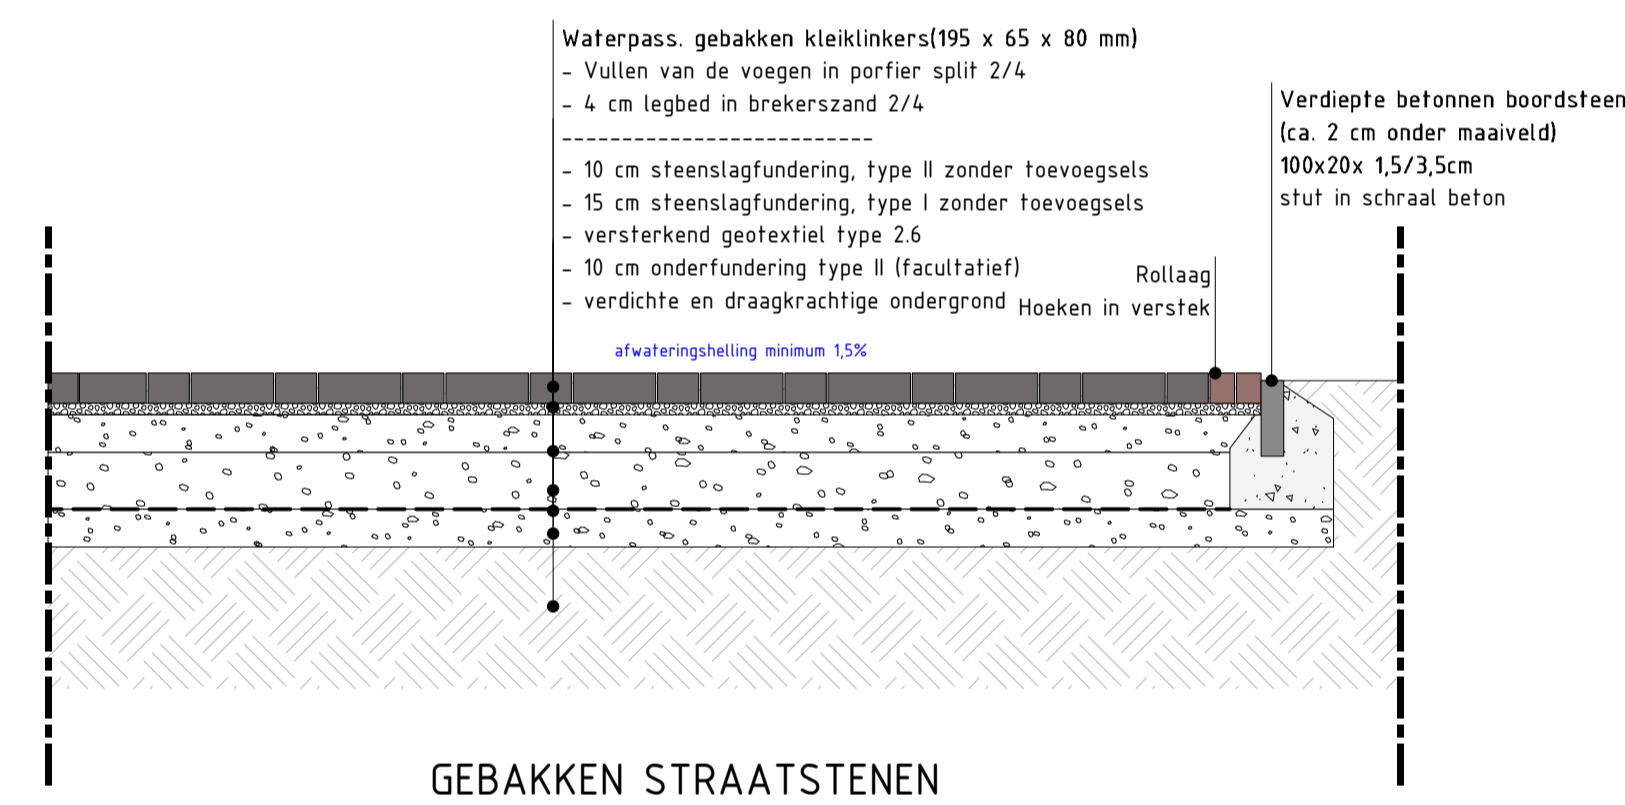 Waterpass. gebakken kleiklinkers(195 x 65 x 80 mm)
- Vullen van de voegen in porfier split 2/4
- 4 cm legbed in brekerszand 2/4
--------------------------
- 10 cm steenslagfundering, type II zonder toevoegsels
- 15 cm steenslagfundering, type I zonder toevoegsels
- versterkend geotextiel type 2.6
- 10 cm onderfundering type II (facultatief)
- verdichte en draagkrachtige ondergrond
Rollaag
Hoeken in verstek
Verdiepte betonnen boordsteen
(ca. 2 cm onder maaiveld)
100x20x 1,5/3,5cm
stut in schraal beton
afwateringshelling minimum 1,5%
GEBAKKEN STRAATSTENEN